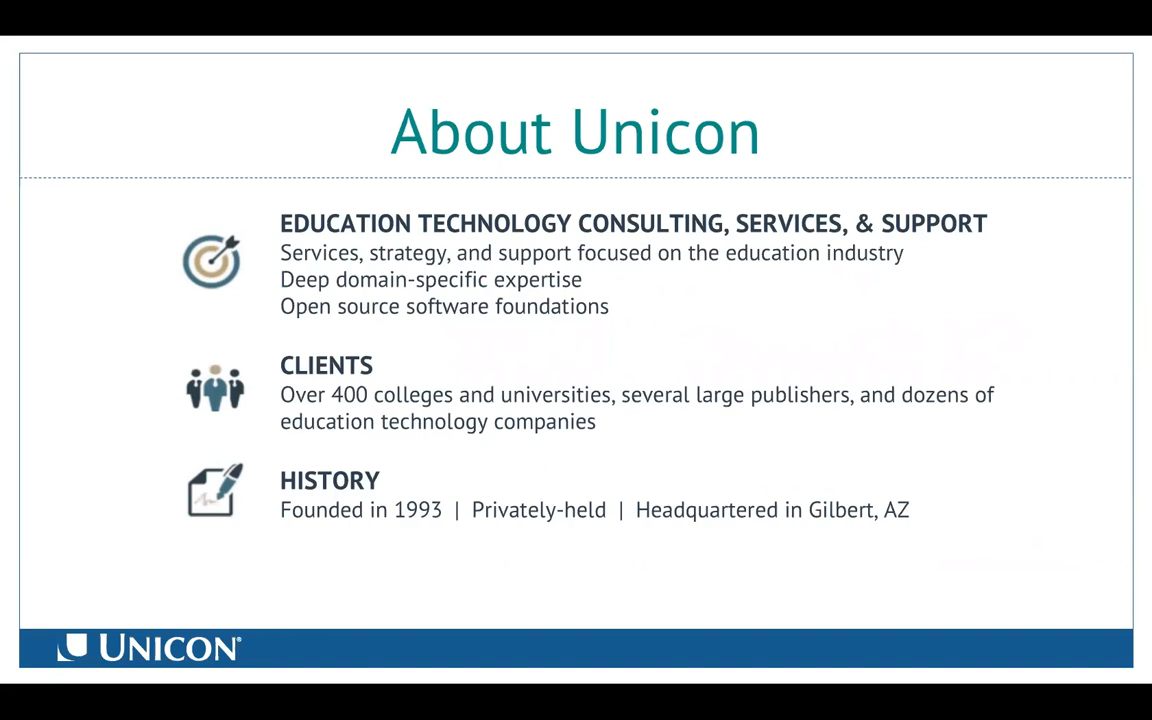 About Unicon
EDUCATION TECHNOLOGY CONSULTING, SERVICES, & SUPPORT
Services, strategy, and support focused on the education industry
Deep domain-specific expertise
Open source software foundations
CLIENTS
Over 400 colleges and universities, several large publishers, and dozens of
education technology companies
HISTORY
Founded in 1993 | Privately-held | Headquartered in Gilbert, AZ
UNICON®